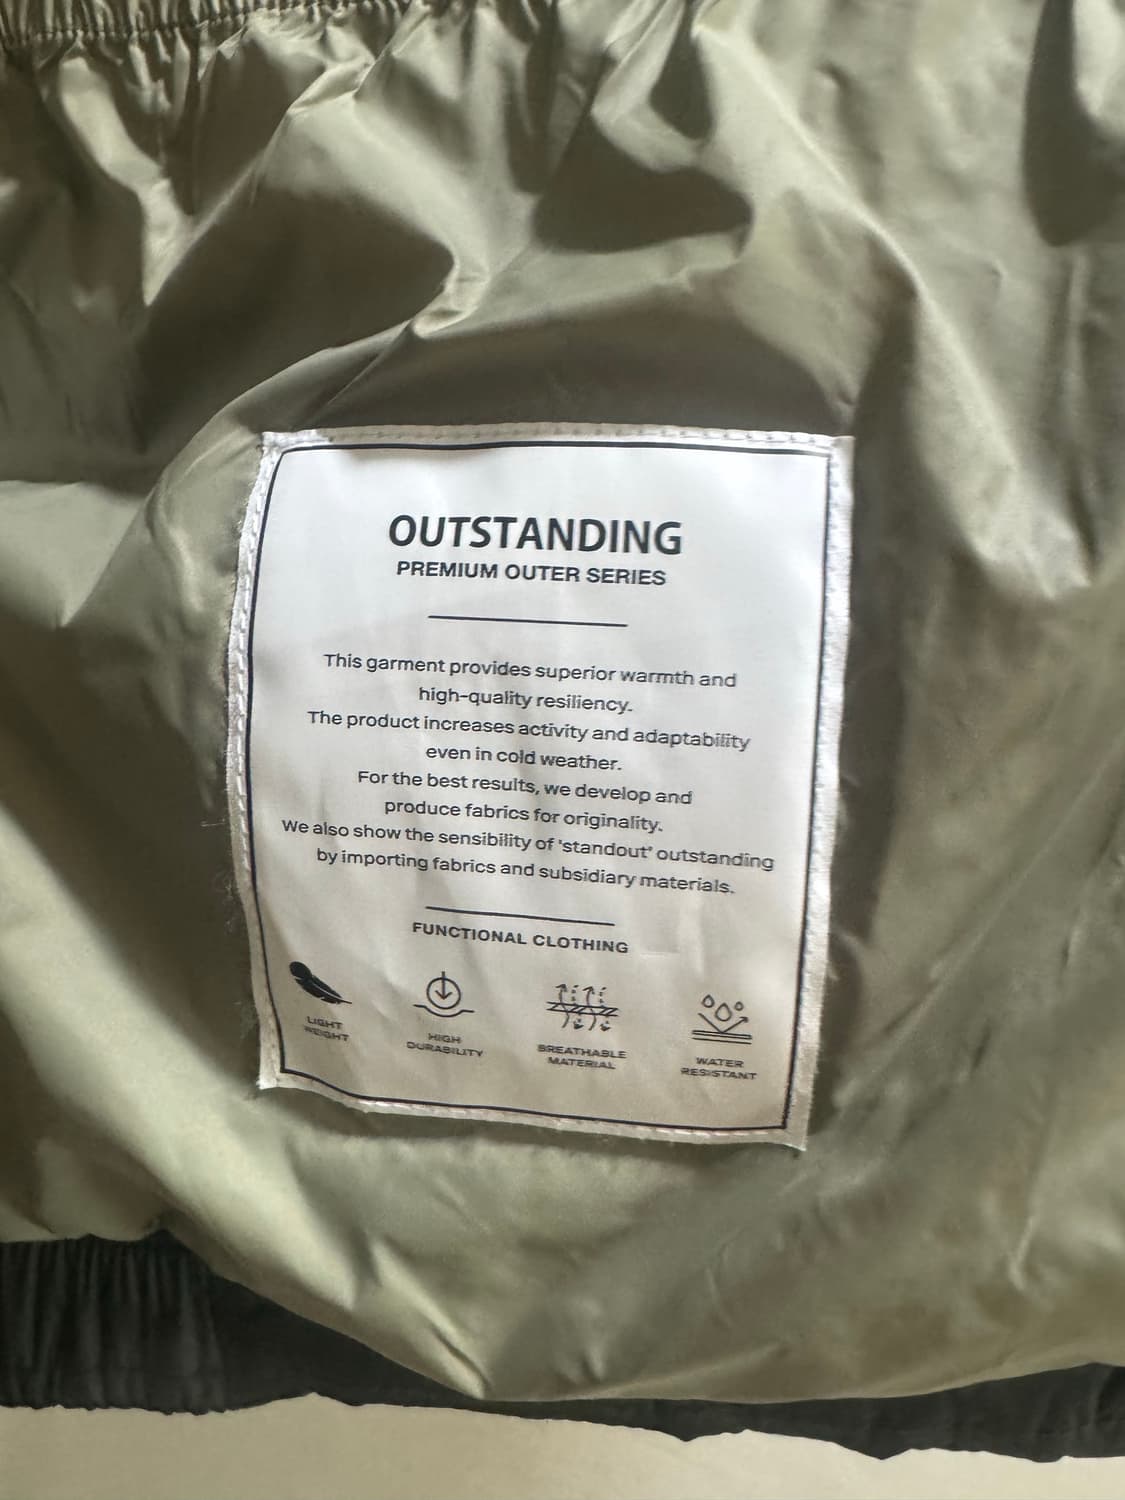 OUTSTANDING
PREMIUM OUTER SERIES
This garment provides superior warmth and
high-quality resiliency.
The product increases activity and adaptability
even in cold weather.
For the best results, we develop and
produce fabrics for originality.
We also show the sensibility of 'standout' outstanding
by importing fabrics and subsidiary materials.
FUNCTIONAL CLOTHING
LIGHT
WEIGHT
HIGH
DURABILITY
BREATHABLE
MATERIAL
WATER
RESISTANT